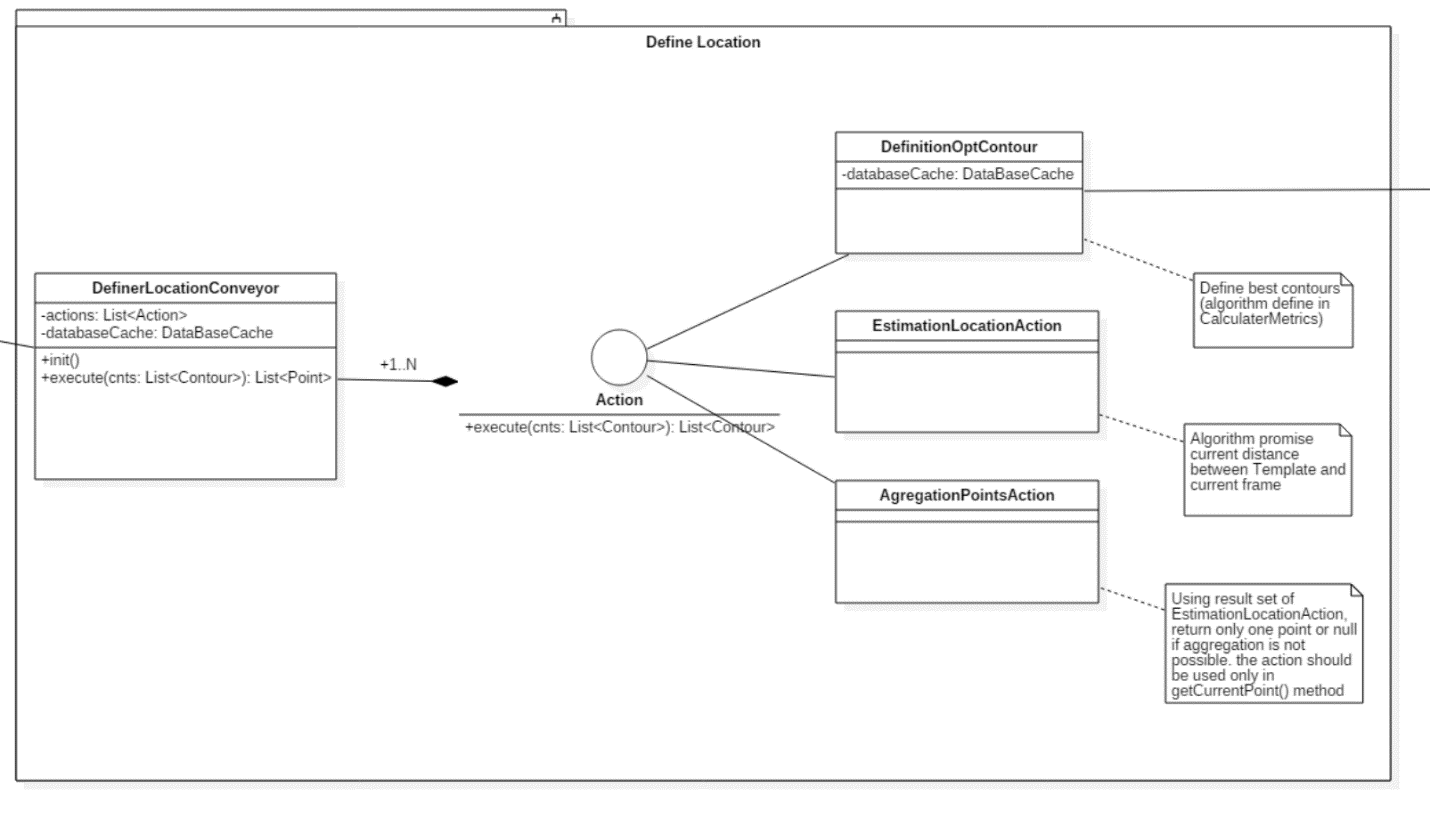 Define Location
DefinitionOptContour
-databaseCache: DataBaseCache
DefinerLocationConveyor
-actions: List<Action>
-databaseCache: DataBaseCache
+init()
+execute(cnts: List<Contour>): List<Point>
+1..N
Action
+execute(cnts: List<Contour>): List<Contour>
Define best contours
(algorithm define in
CalculaterMetrics)
EstimationLocationAction
Algorithm promise
current distance
between Template and
current frame
AgregationPointsAction
Using result set of
EstimationLocationAction,
return only one point or null
if aggregation is not
possible. the action should
be used only in
getCurrentPoint() method